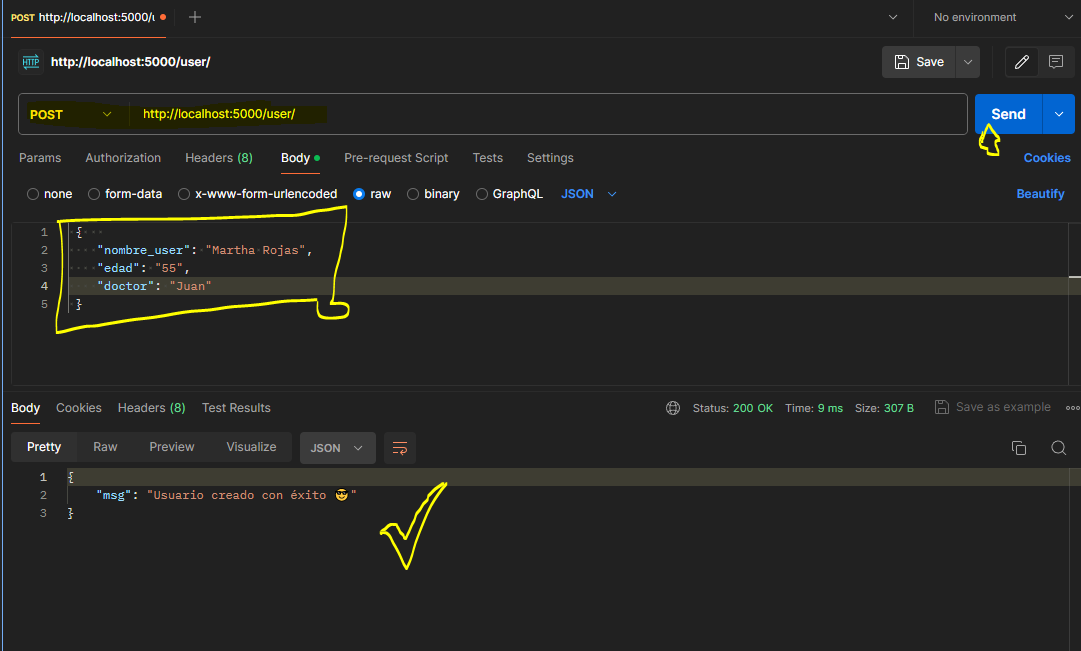 POST http://localhost:5000/u
No environment
HTTP http://localhost:5000/user/
Save
POST http://localhost:5000/user/ Send
Params Authorization Headers (8) Body Pre-request Script Tests Settings Cookies
none form-data x-www-form-urlencoded raw binary GraphQL JSON Beautify
1 {
2 "nombre_user": "Martha Rojas",
3 "edad": "55",
4 "doctor": "Juan"
5 }
Body Cookies Headers (8) Test Results Status: 200 OK Time: 9 ms Size: 307 B Save as example
Pretty Raw Preview Visualize JSON
1 {
2 "msg": "Usuario creado con éxito 😎"
3 }